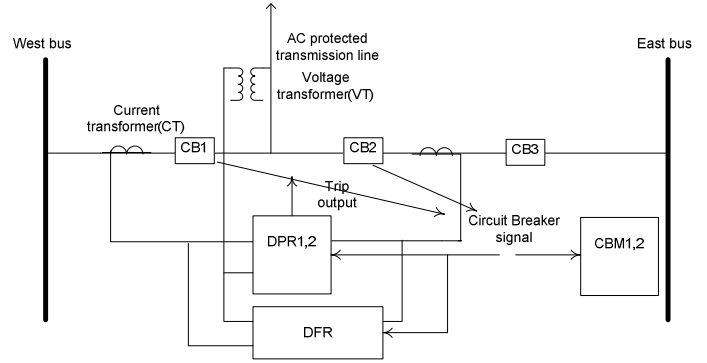 West bus
AC protected
transmission line
East bus
Voltage
transformer(VT)
Current
transformer(CT)
CB1
CB2
CB3
Trip
output
Circuit Breaker
signal
DPR1,2
CBM1,2
DFR